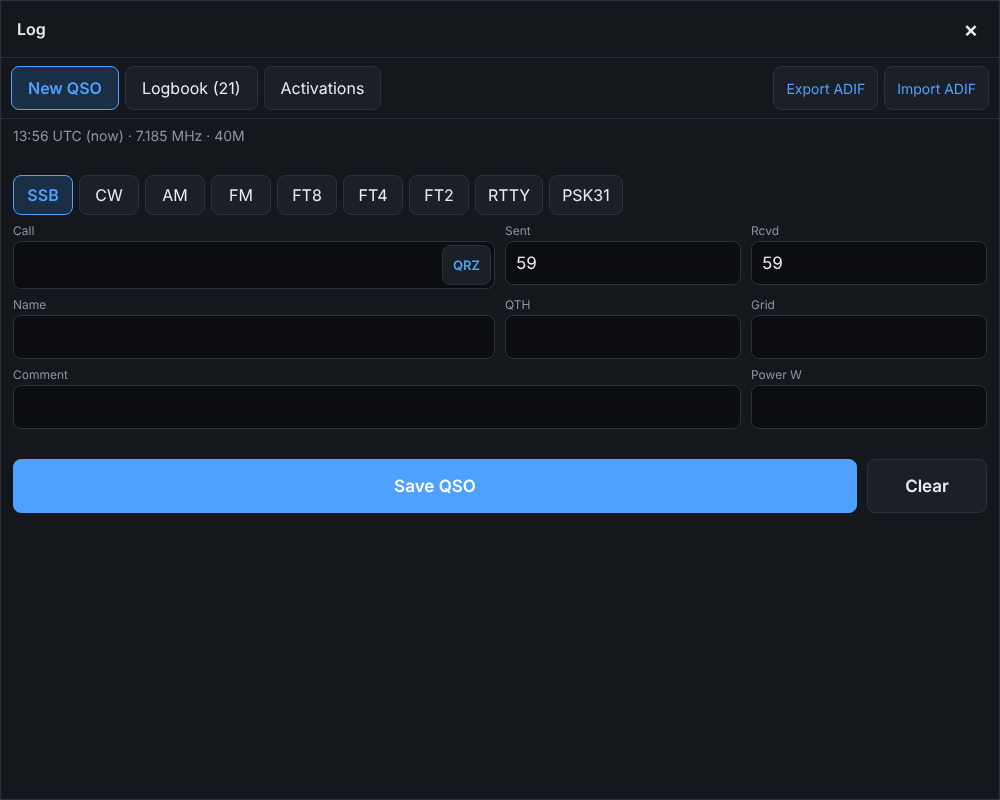 Log ×
New QSO Logbook (21) Activations Export ADIF Import ADIF
13:56 UTC (now) · 7.185 MHz · 40M
SSB CW AM FM FT8 FT4 FT2 RTTY PSK31
Call Sent Rcvd
QRZ 59 59
Name QTH Grid
Comment Power W
Save QSO Clear